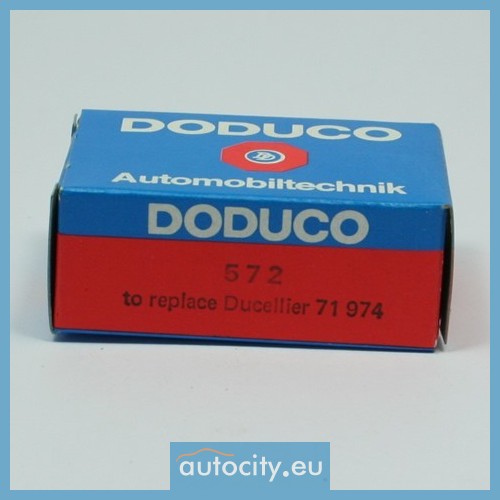 DODUCO
Automobiltechnik
DODUCO
572
to replace Ducellier 71 974
autocity.eu